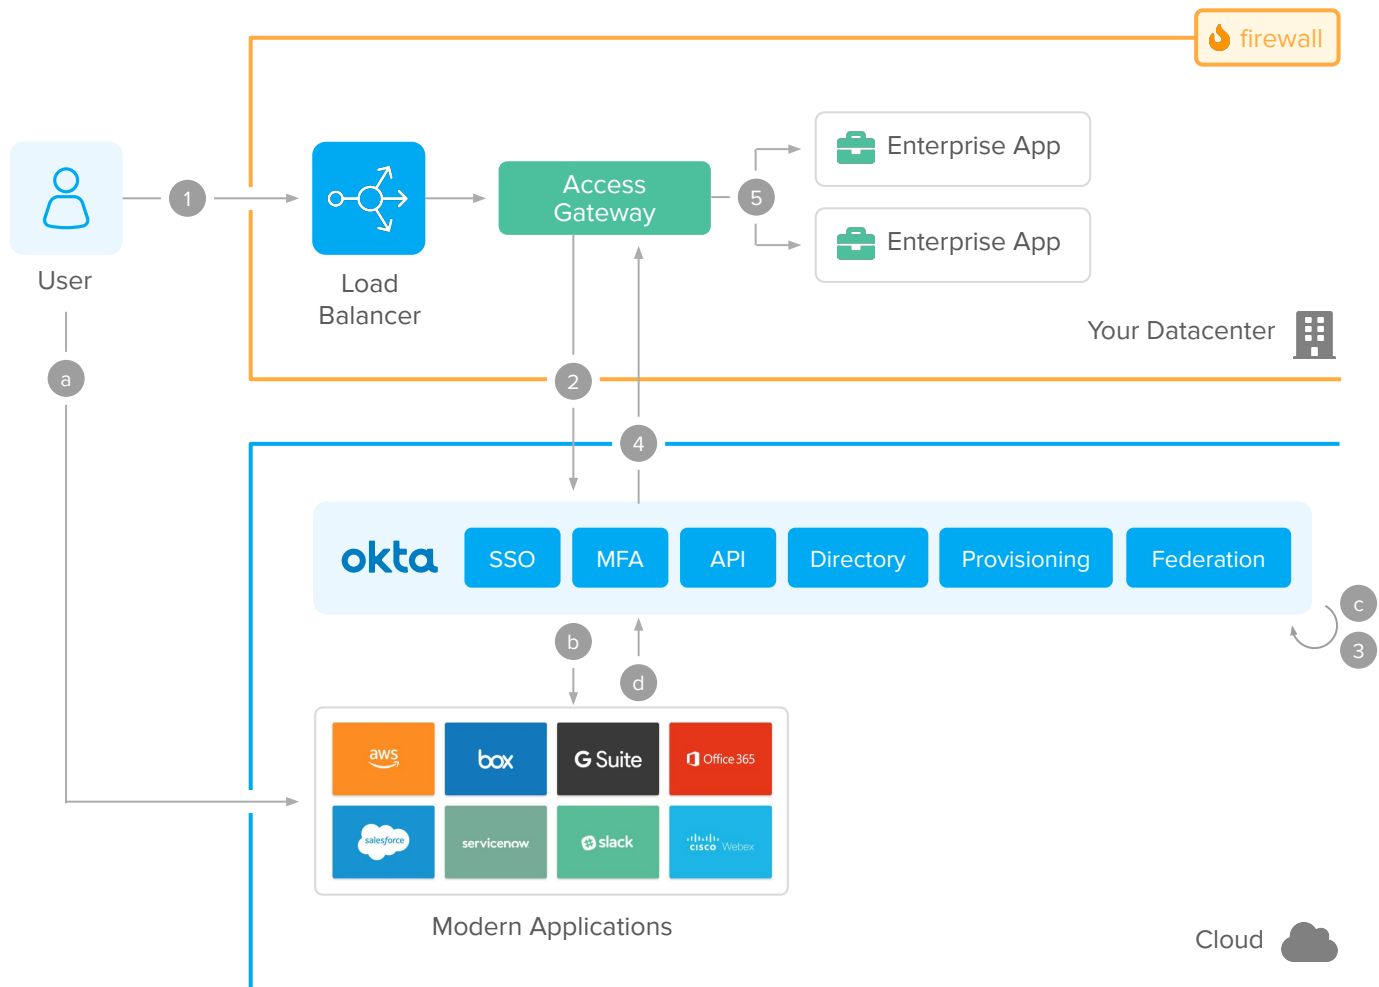 firewall
Enterprise App
Access
Gateway
1
5
Enterprise App
User
Load
Balancer
Your Datacenter
a
2
4
okta
SSO
MFA
API
Directory
Provisioning
Federation
c
b
3
d
aws
box
G Suite
Office 365
salesforce
servicenow
slack
cisco Webex
Modern Applications
Cloud